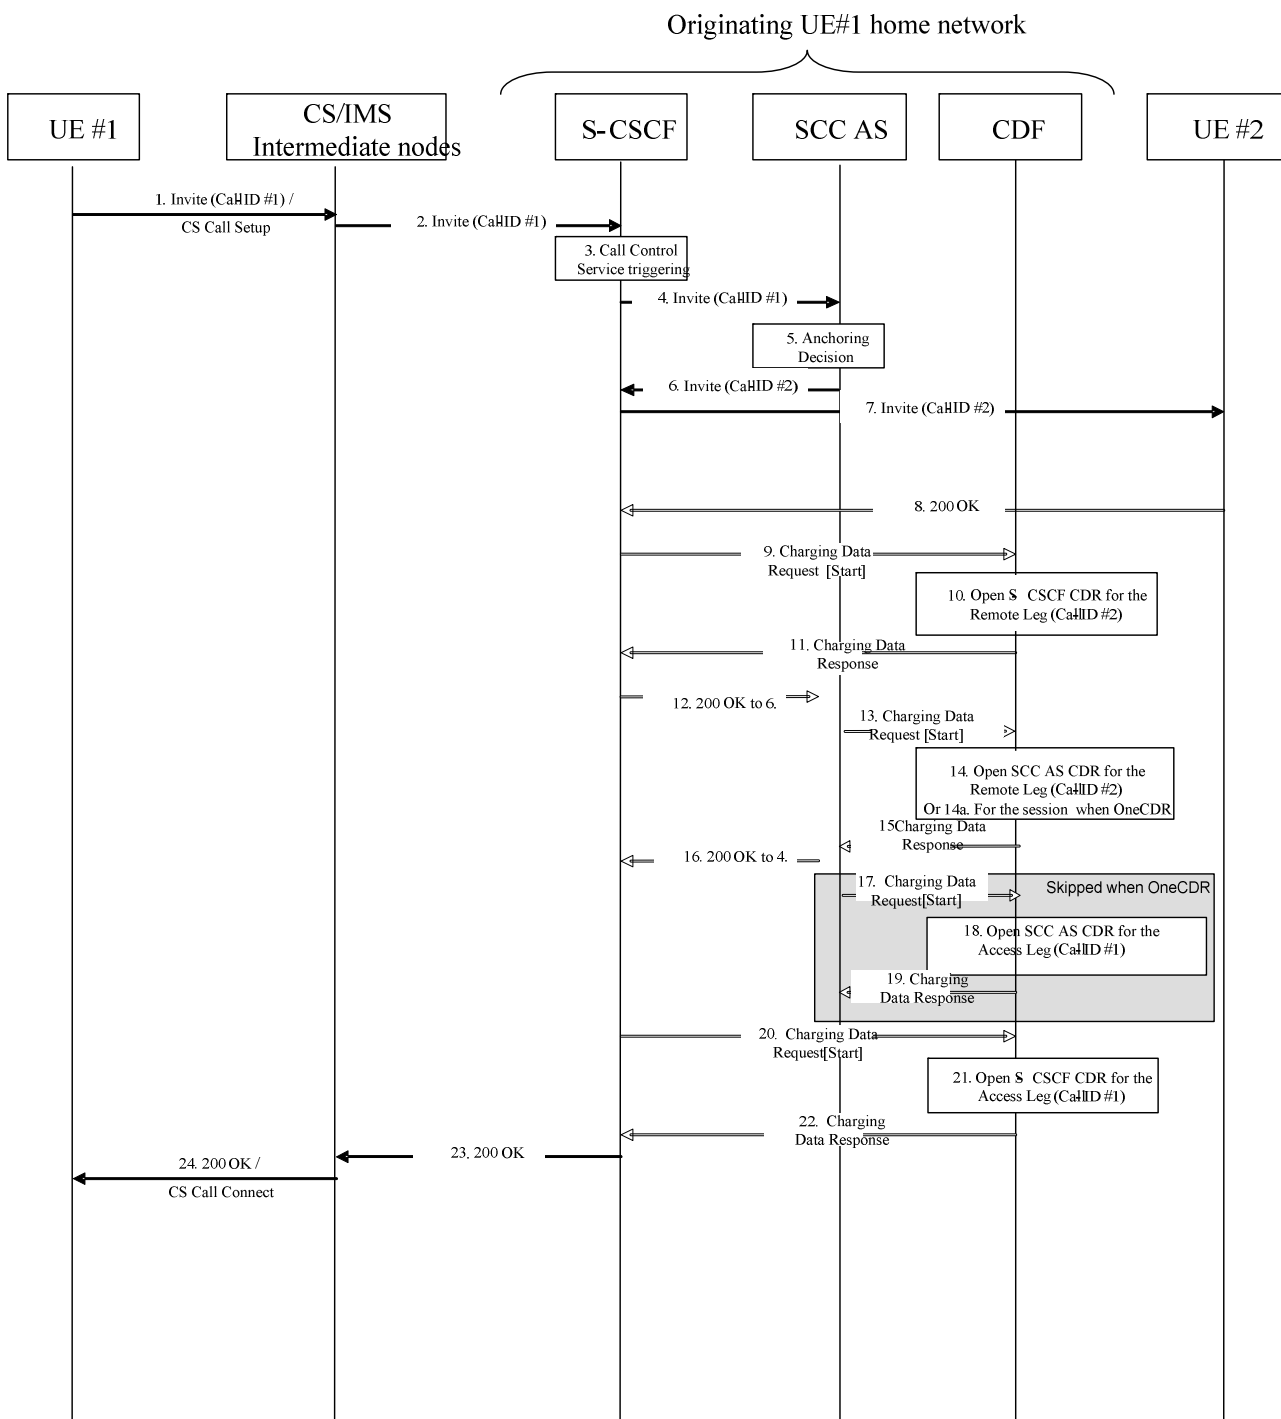 Originating UE#1 home network
UE #1
CS/IMS
Intermediate nodes
S-CSCF
SCC AS
CDF
UE #2
1. Invite (Call-ID #1) /
CS Call Setup
2. Invite (Call-ID #1)
3. Call Control
Service triggering
4. Invite (Call-ID #1)
5. Anchoring
Decision
6. Invite (Call-ID #2)
7. Invite (Call-ID #2)
8. 200 OK
9. Charging Data
Request [Start]
10. Open S-CSCF CDR for the
Remote Leg (Call-ID #2)
11. Charging Data
Response
12. 200 OK to 6.
13. Charging Data
Request [Start]
14. Open SCC AS CDR for the
Remote Leg (Call-ID #2)
Or 14a. For the session when OneCDR
15Charging Data
Response
16. 200 OK to 4.
17. Charging Data
Request[Start]
Skipped when OneCDR
18. Open SCC AS CDR for the
Access Leg (Call-ID #1)
19. Charging
Data Response
20. Charging Data
Request[Start]
21. Open S-CSCF CDR for the
Access Leg (Call-ID #1)
22. Charging
Data Response
23. 200 OK
24. 200 OK /
CS Call Connect